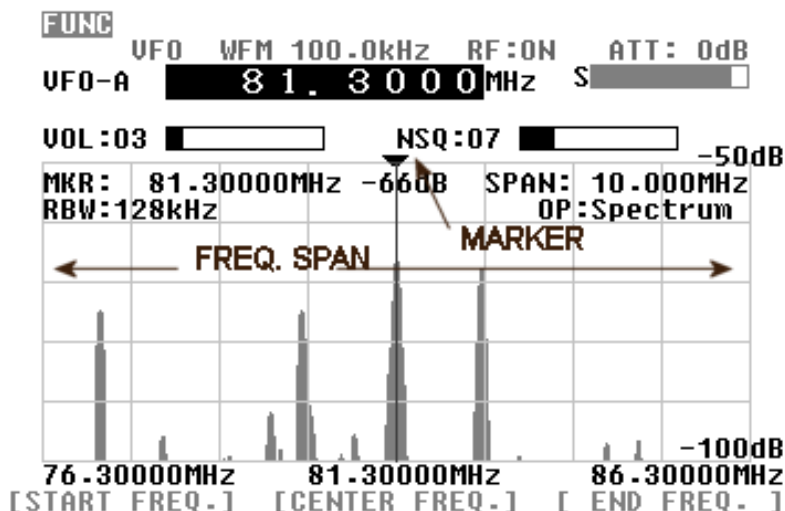 FUNC
VFO WFM 100.0kHz RF:ON ATT: 0dB
VFO-A 81.3000MHz S
VOL:03 NSQ:07
-50dB
MKR: 81.30000MHz -66dB SPAN: 10.000MHz
RBW:128kHz OP:Spectrum
MARKER
FREQ. SPAN
-100dB
76.30000MHz 81.30000MHz 86.30000MHz
[START FREQ.] [CENTER FREQ.] [ END FREQ. ]